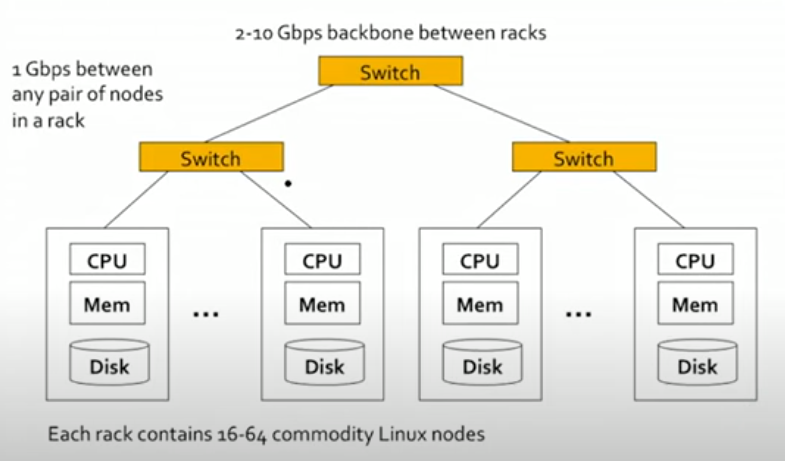 2-10 Gbps backbone between racks
1 Gbps between
any pair of nodes
in a rack
Switch
Switch
Switch
CPU
Mem
Disk
...
CPU
Mem
Disk
CPU
Mem
Disk
...
CPU
Mem
Disk
Each rack contains 16-64 commodity Linux nodes